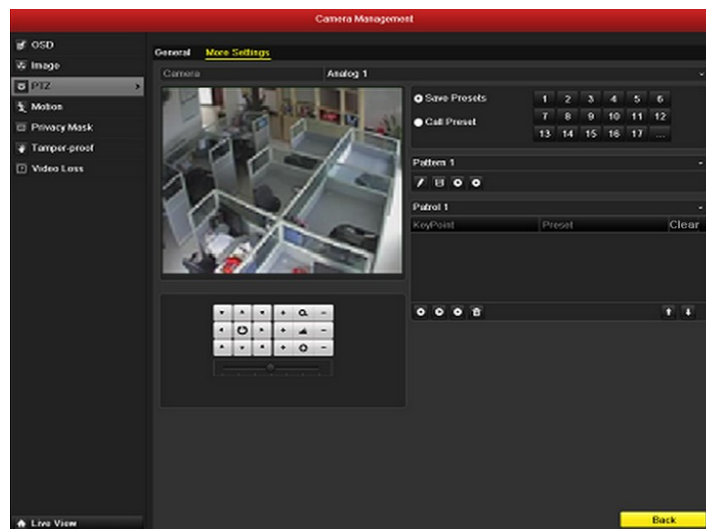 Camera Management
OSD
Image
PTZ
Motion
Privacy Mask
Tamper-proof
Video Loss
Live View
General More Settings
Camera Analog 1
Save Presets
Call Preset
1 2 3 4 5 6
7 8 9 10 11 12
13 14 15 16 17 ...
Pattern 1
Patrol 1
KeyPoint Preset Clear
Back